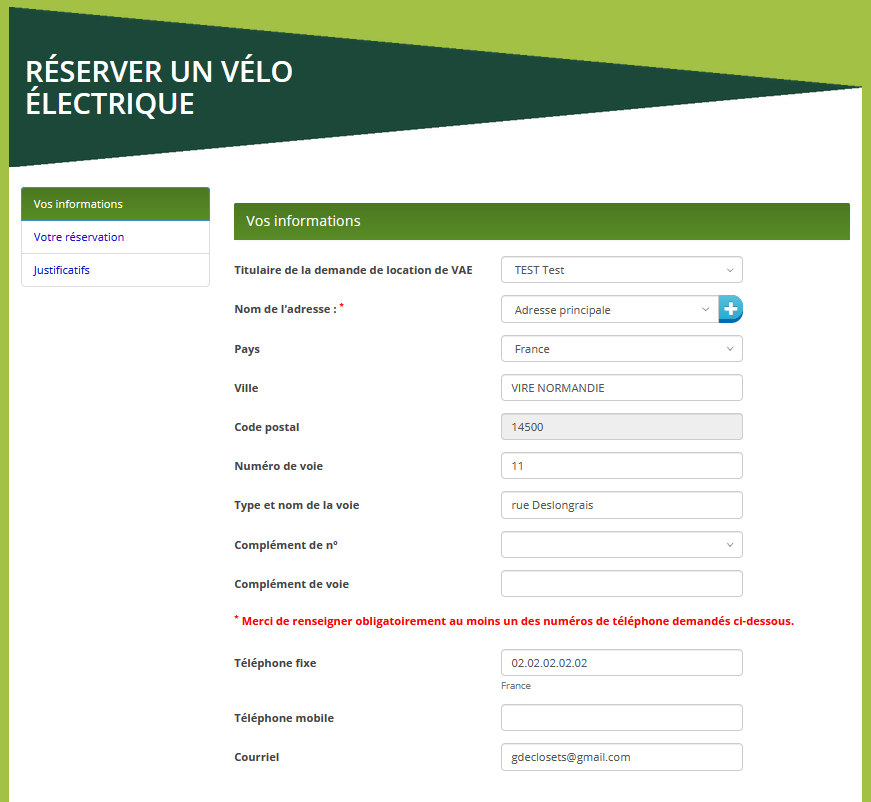 RÉSERVER UN VÉLO
ÉLECTRIQUE
Vos informations
Votre réservation
Justificatifs
Vos informations
Titulaire de la demande de location de VAE TEST Test
Nom de l'adresse : * Adresse principale
Pays France
Ville VIRE NORMANDIE
Code postal 14500
Numéro de voie 11
Type et nom de la voie rue Deslongrais
Complément de n°
Complément de voie
* Merci de renseigner obligatoirement au moins un des numéros de téléphone demandés ci-dessous.
Téléphone fixe 02.02.02.02.02
France
Téléphone mobile
Courriel gdeclosets@gmail.com